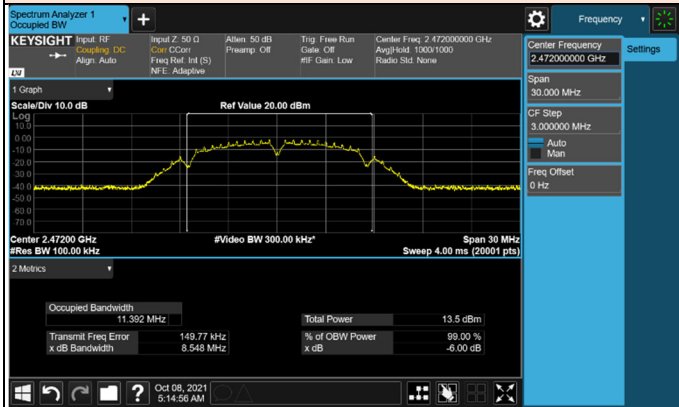 Spectrum Analyzer 1
Occupied BW
Frequency
KEYSIGHT
Input: RF
Coupling: DC
Align: Auto
Input Z: 50 Ω
Corr CCorr
Freq Ref: Int (S)
NFE: Adaptive
Atten: 50 dB
Preamp: Off
Trig: Free Run
Gate: Off
#IF Gain: Low
Center Freq: 2.472000000 GHz
Avg|Hold: 1000/1000
Radio Std: None
LXI
Center Frequency
2.472000000 GHz
Settings
Span
30.000 MHz
CF Step
3.000000 MHz
Auto
Man
Freq Offset
0 Hz
1 Graph
Scale/Div 10.0 dB
Ref Value 20.00 dBm
Log
10.0
0.00
-10.0
-20.0
-30.0
-40.0
-50.0
-60.0
-70.0
Center 2.47200 GHz
#Video BW 300.00 kHz*
Span 30 MHz
#Res BW 100.00 kHz
Sweep 4.00 ms (20001 pts)
2 Metrics
Occupied Bandwidth
11.392 MHz
Total Power
13.5 dBm
Transmit Freq Error
149.77 kHz
% of OBW Power
99.00 %
x dB Bandwidth
8.548 MHz
x dB
-6.00 dB
?
Oct 08, 2021
5:14:56 AM